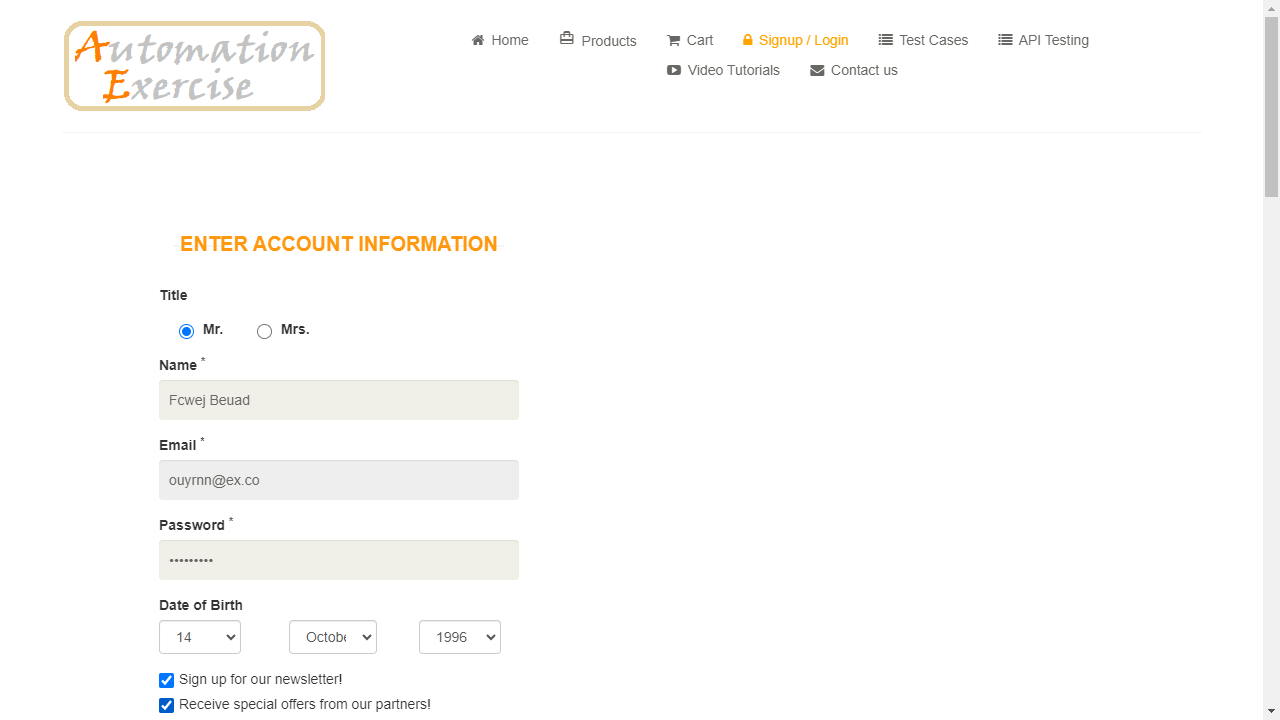 Automation
Exercise
Home
Products
Cart
Signup / Login
Test Cases
API Testing
Video Tutorials
Contact us
ENTER ACCOUNT INFORMATION
Title
Mr.
Mrs.
Name *
Fcwej Beuad
Email *
ouyrnn@ex.co
Password *
•••••••••
Date of Birth
14
Octobe
1996
Sign up for our newsletter!
Receive special offers from our partners!